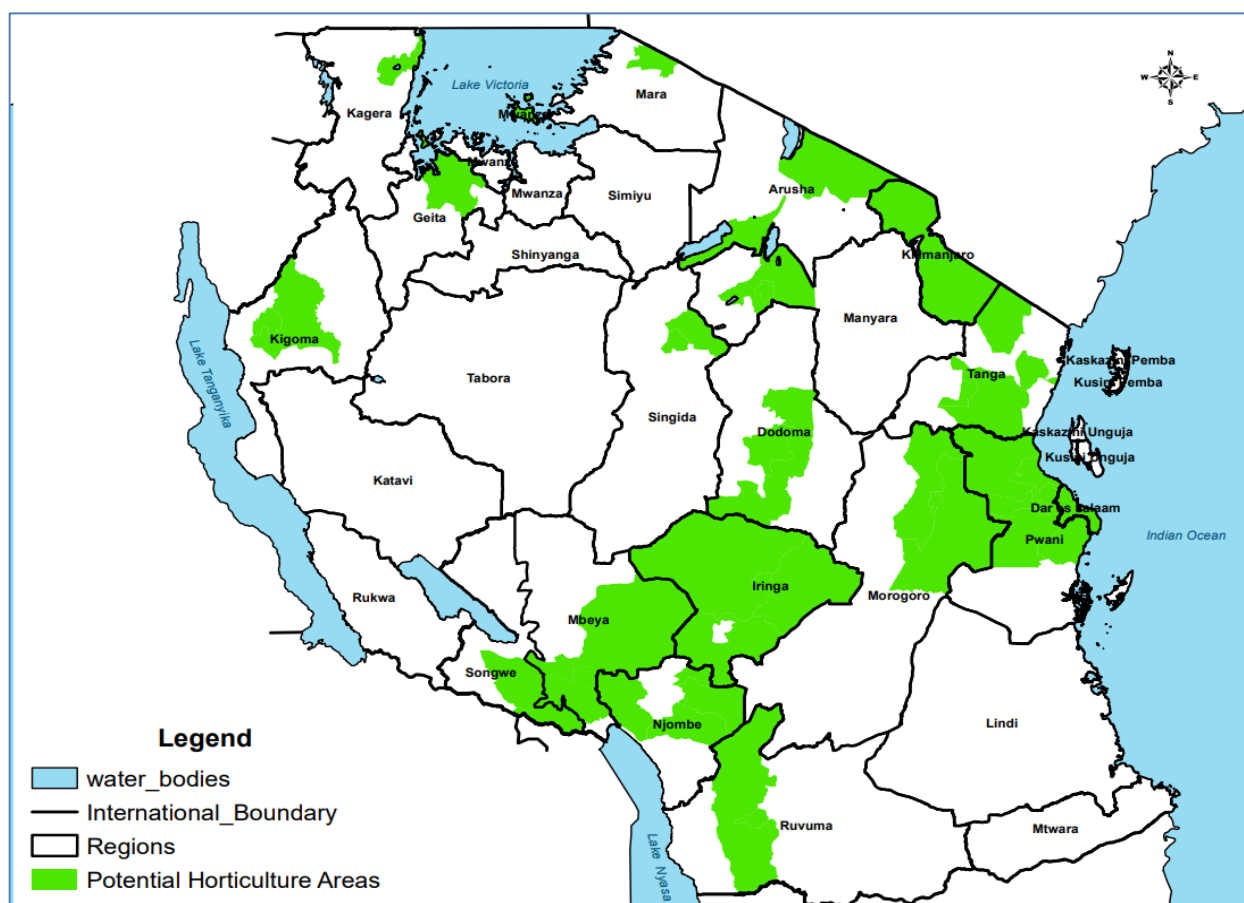 N
W E
S
Lake Victoria
Mara
Kagera
Mwanza
Mwanza
Mwanza
Simiyu
Arusha
Geita
Shinyanga
Kilimanjaro
Manyara
Kigoma
Lake Tanganyika
Tabora
Singida
Tanga
Kaskazini Pemba
Kusini Pemba
Dodoma
Kaskazini Unguja
Kusini Unguja
Katavi
Dar es Salaam
Pwani
Indian Ocean
Rukwa
Iringa
Morogoro
Mbeya
Songwe
Njombe
Lindi
Ruvuma
Mtwara
Lake Nyasa
Legend
water_bodies
International_Boundary
Regions
Potential Horticulture Areas